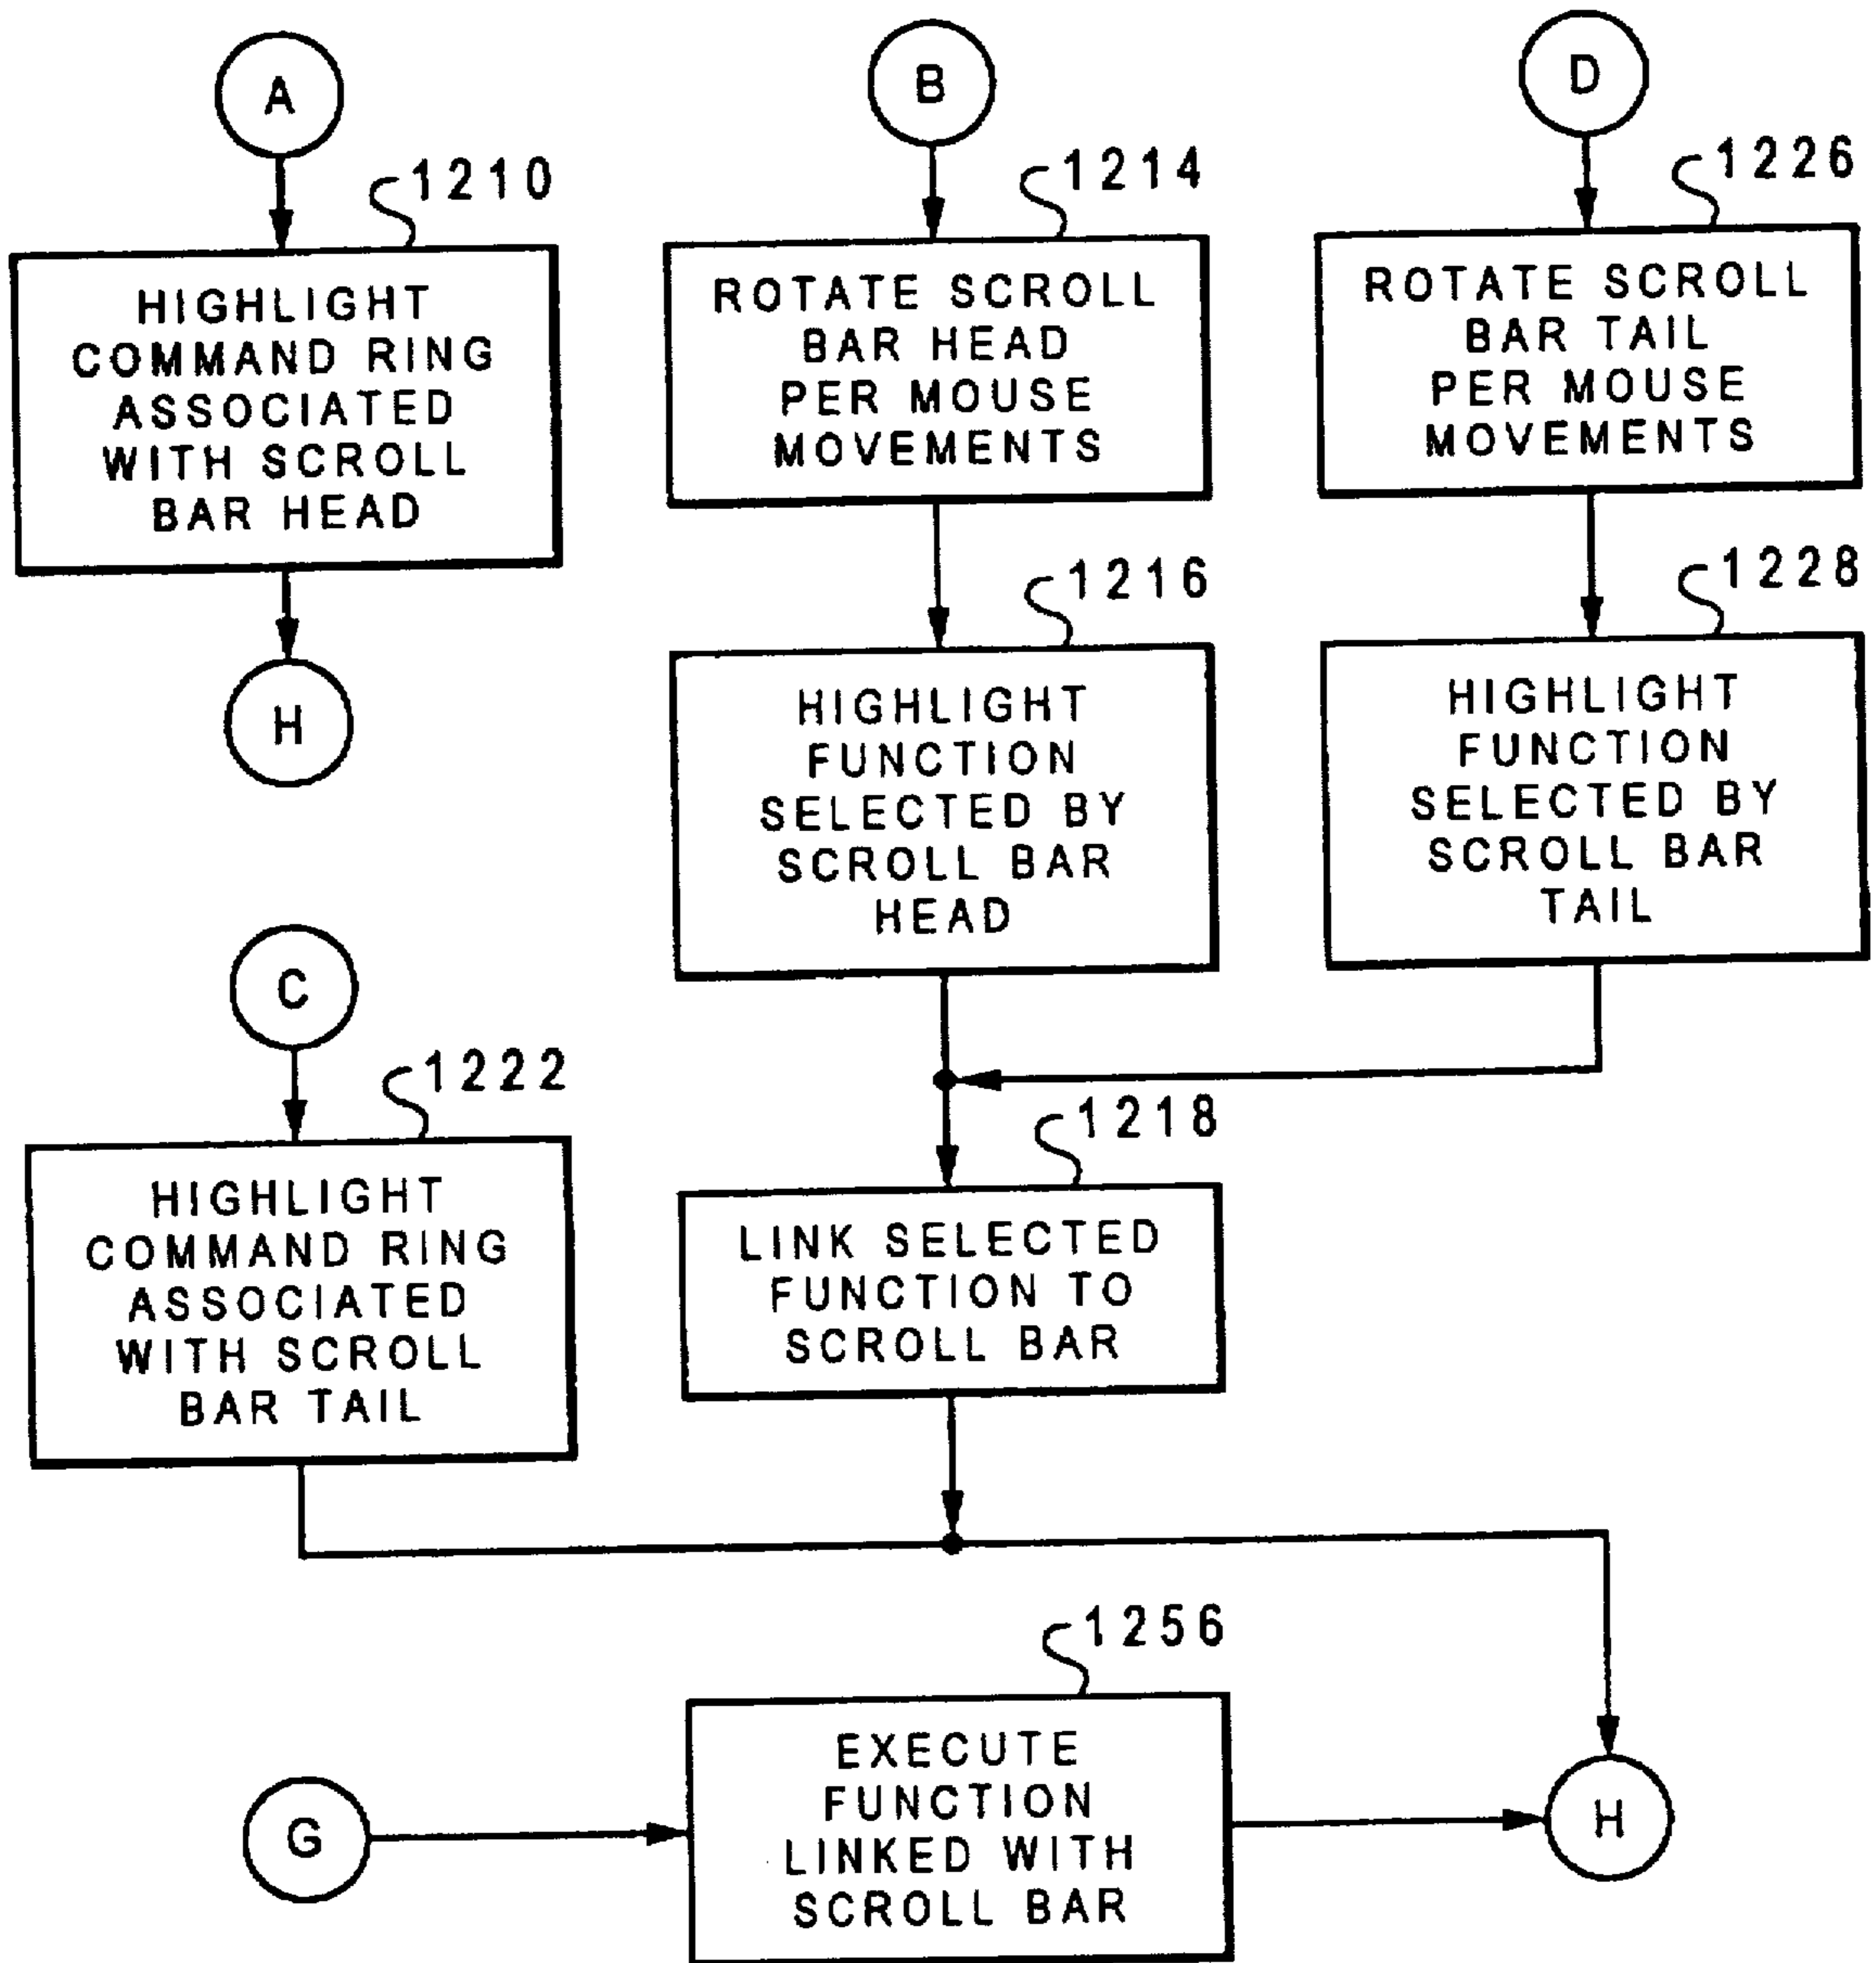 A
B
D
1210
1214
1226
HIGHLIGHT
COMMAND RING
ASSOCIATED
WITH SCROLL
BAR HEAD
ROTATE SCROLL
BAR HEAD
PER MOUSE
MOVEMENTS
ROTATE SCROLL
BAR TAIL
PER MOUSE
MOVEMENTS
H
1216
1228
HIGHLIGHT
FUNCTION
SELECTED BY
SCROLL BAR
HEAD
HIGHLIGHT
FUNCTION
SELECTED BY
SCROLL BAR
TAIL
C
1222
1218
HIGHLIGHT
COMMAND RING
ASSOCIATED
WITH SCROLL
BAR TAIL
LINK SELECTED
FUNCTION TO
SCROLL BAR
1256
G
EXECUTE
FUNCTION
LINKED WITH
SCROLL BAR
H